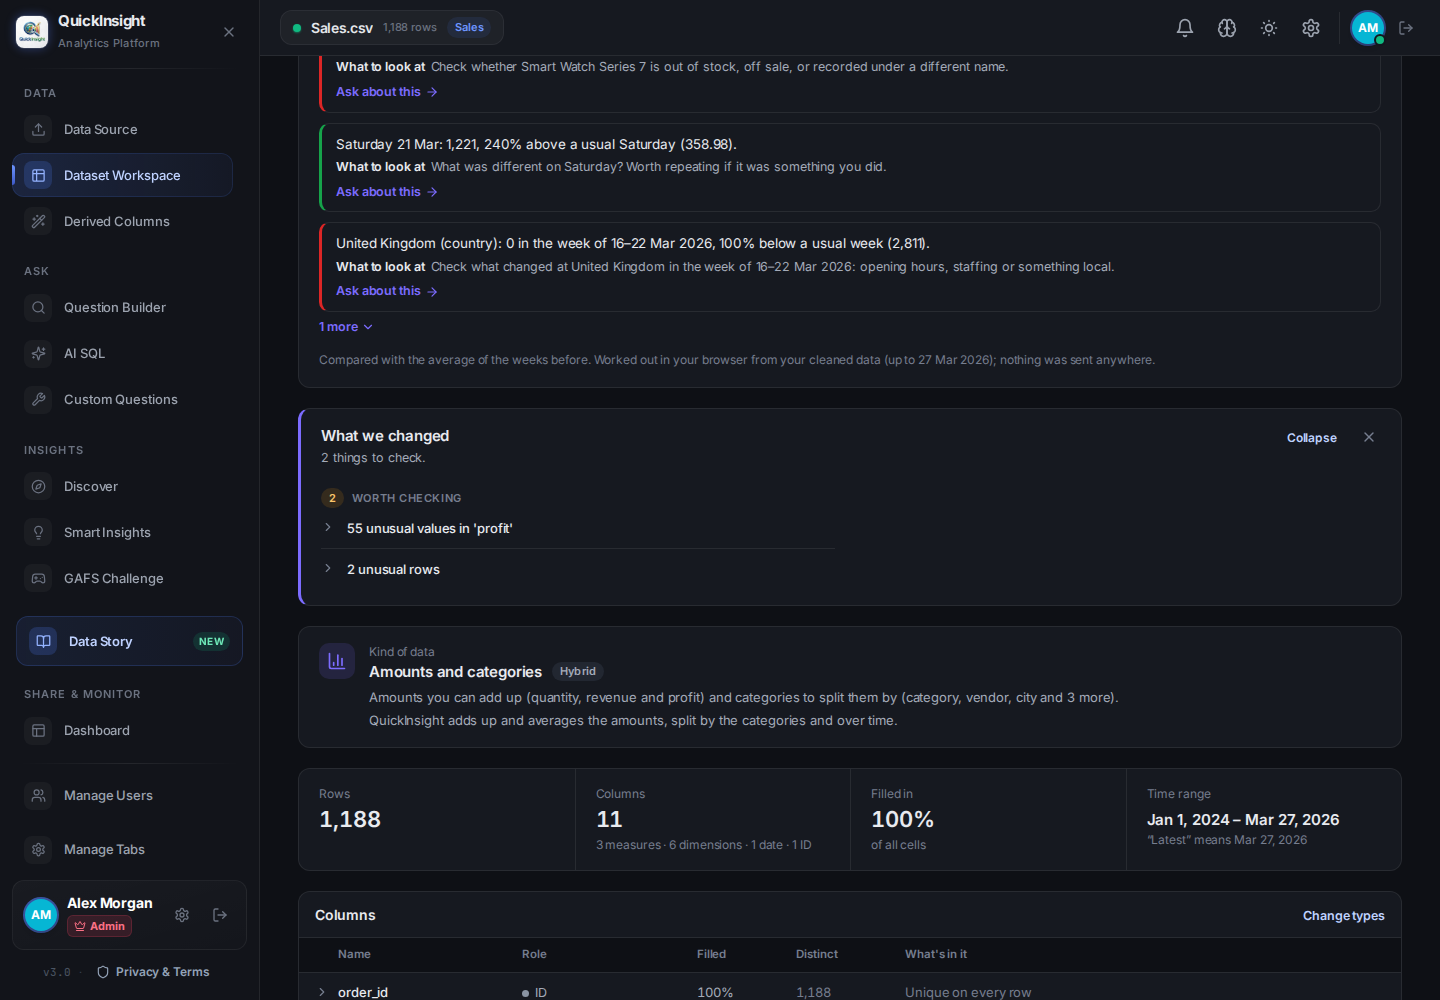 QuickInsight
Analytics Platform
DATA
Data Source
Dataset Workspace
Derived Columns
ASK
Question Builder
AI SQL
Custom Questions
INSIGHTS
Discover
Smart Insights
GAFS Challenge
Data Story NEW
SHARE & MONITOR
Dashboard
Manage Users
Manage Tabs
AM Alex Morgan
Admin
v3.0 · Privacy & Terms
Sales.csv 1,188 rows Sales
AM
What to look at Check whether Smart Watch Series 7 is out of stock, off sale, or recorded under a different name.
Ask about this →
Saturday 21 Mar: 1,221, 240% above a usual Saturday (358.98).
What to look at What was different on Saturday? Worth repeating if it was something you did.
Ask about this →
United Kingdom (country): 0 in the week of 16–22 Mar 2026, 100% below a usual week (2,811).
What to look at Check what changed at United Kingdom in the week of 16–22 Mar 2026: opening hours, staffing or something local.
Ask about this →
1 more
Compared with the average of the weeks before. Worked out in your browser from your cleaned data (up to 27 Mar 2026); nothing was sent anywhere.
What we changed
Collapse
2 things to check.
2 WORTH CHECKING
55 unusual values in 'profit'
2 unusual rows
Kind of data
Amounts and categories Hybrid
Amounts you can add up (quantity, revenue and profit) and categories to split them by (category, vendor, city and 3 more).
QuickInsight adds up and averages the amounts, split by the categories and over time.
Rows
1,188
Columns
11
3 measures · 6 dimensions · 1 date · 1 ID
Filled in
100%
of all cells
Time range
Jan 1, 2024 – Mar 27, 2026
"Latest" means Mar 27, 2026
Columns
Change types
Name Role Filled Distinct What's in it
order_id ID 100% 1,188 Unique on every row